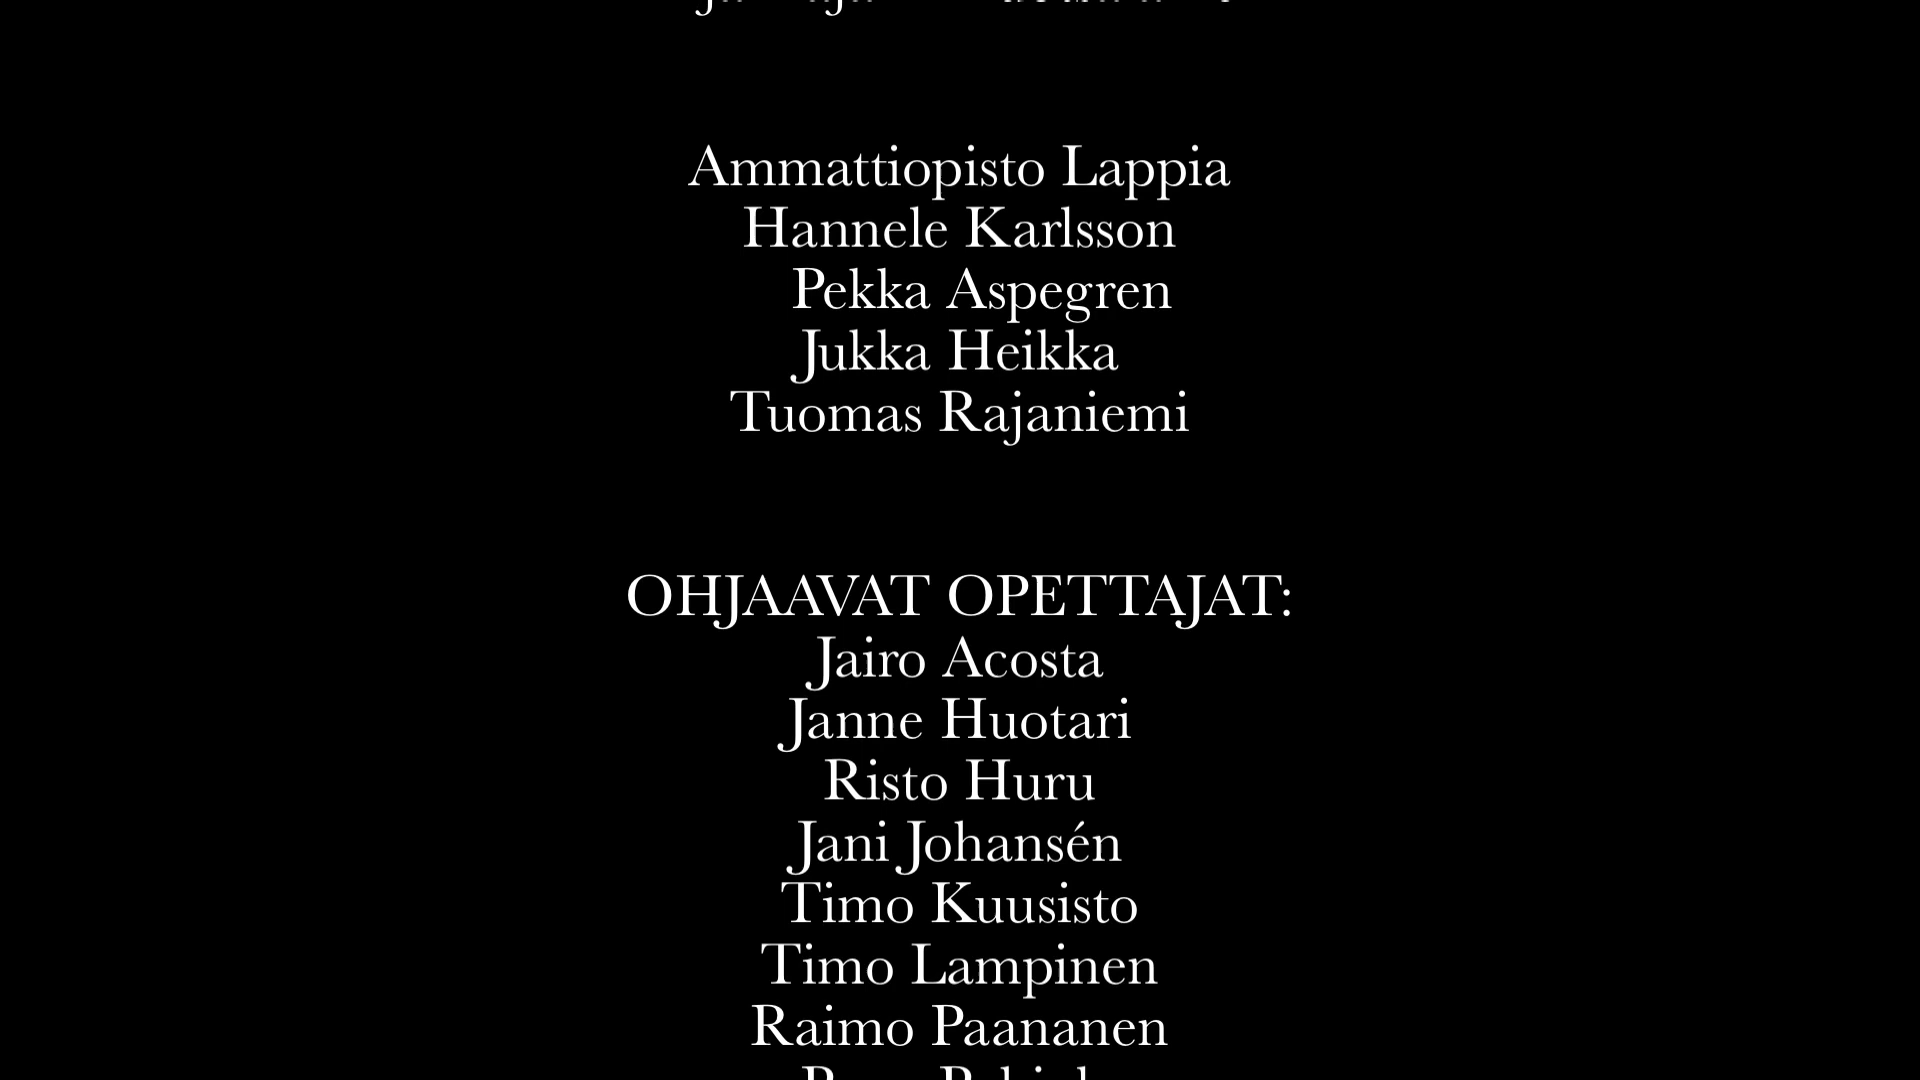 Ammattiopisto Lappia
Hannele Karlsson
Pekka Aspegren
Jukka Heikka
Tuomas Rajaniemi
OHJAAVAT OPETTAJAT:
Jairo Acosta
Janne Huotari
Risto Huru
Jani Johansén
Timo Kuusisto
Timo Lampinen
Raimo Paananen